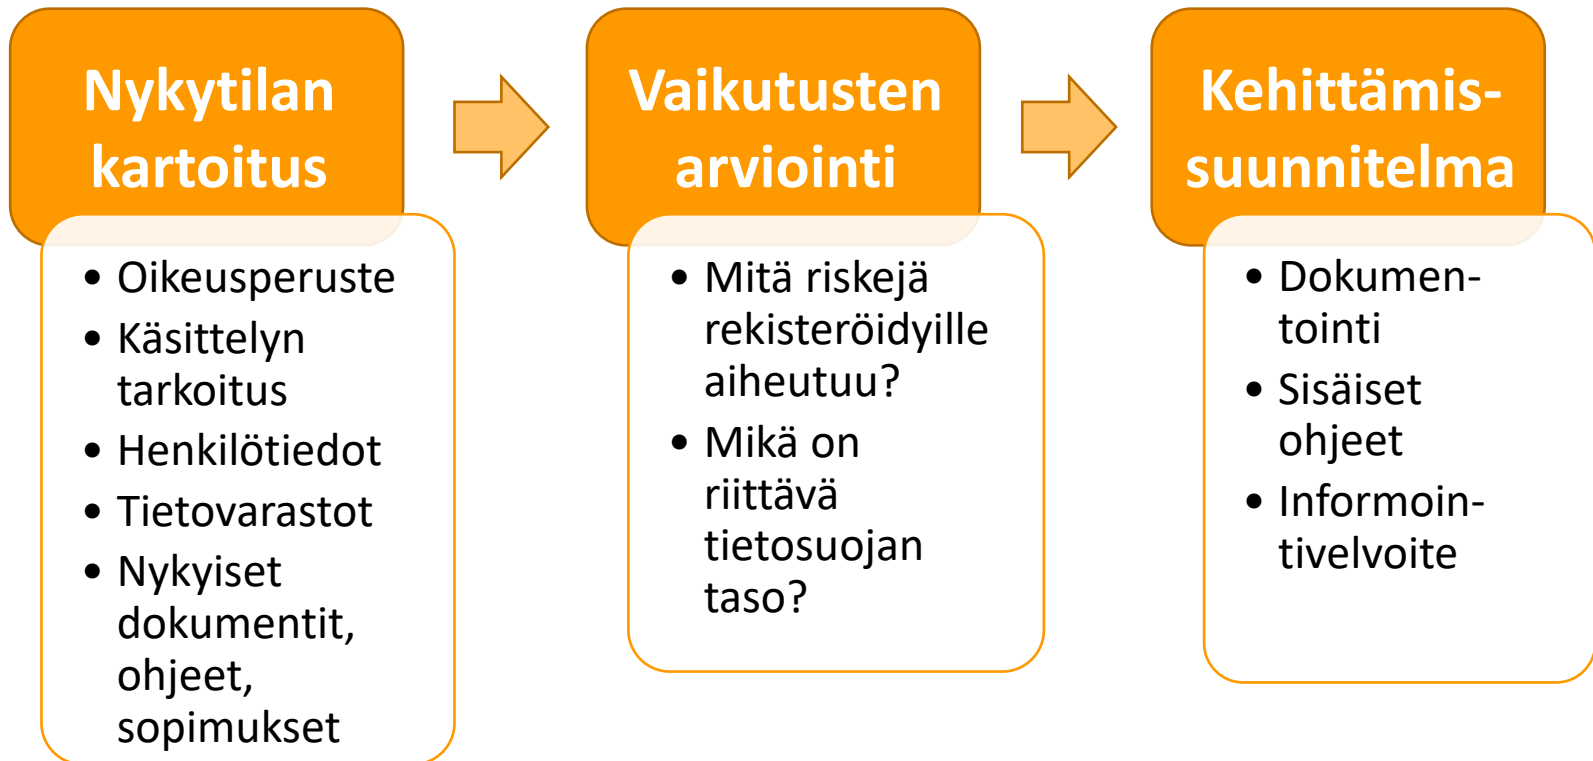 Nykytilan
kartoitus
• Oikeusperuste
• Käsittelyn
tarkoitus
• Henkilötiedot
• Tietovarastot
• Nykyiset
dokumentit,
ohjeet,
sopimukset
Vaikutusten
arviointi
• Mitä riskejä
rekisteröidyille
aiheutuu?
• Mikä on
riittävä
tietosuojan
taso?
Kehittämis-
suunnitelma
• Dokumen-
tointi
• Sisäiset
ohjeet
• Informoin-
tivelvoite